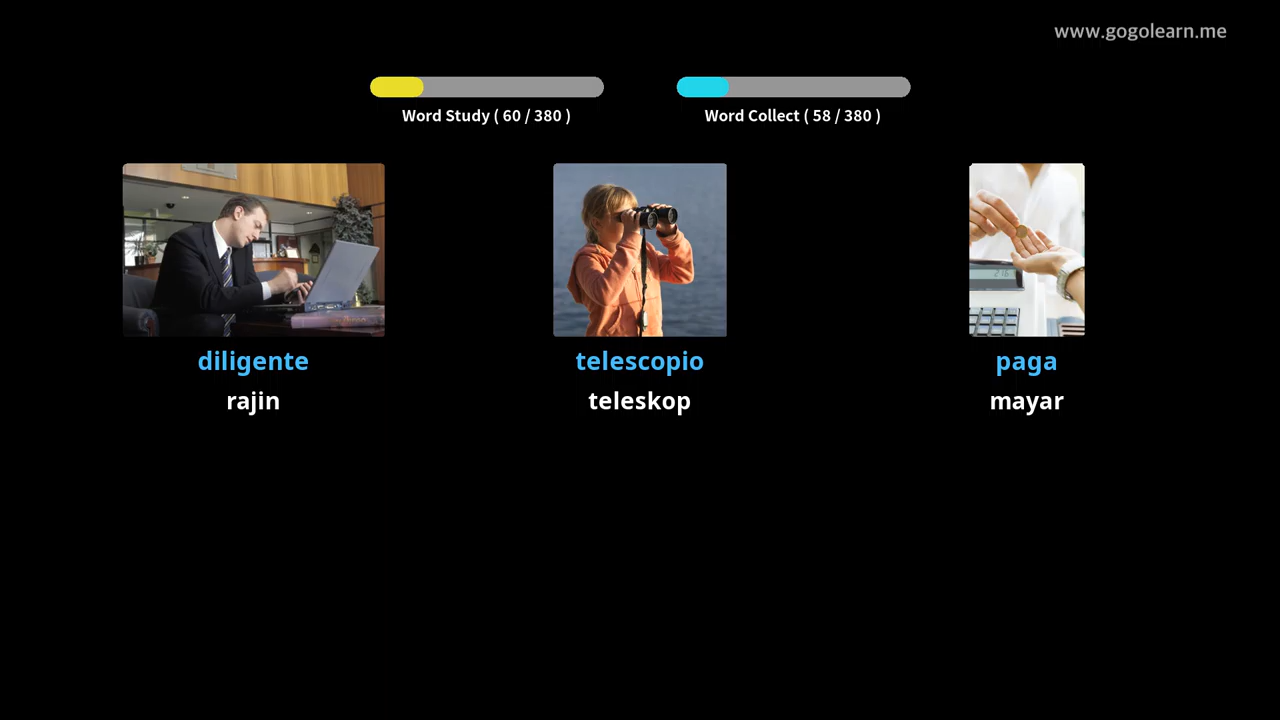 www.gogolearn.me
Word Study ( 60 / 380 )
Word Collect ( 58 / 380 )
diligente
rajin
telescopio
teleskop
paga
mayar